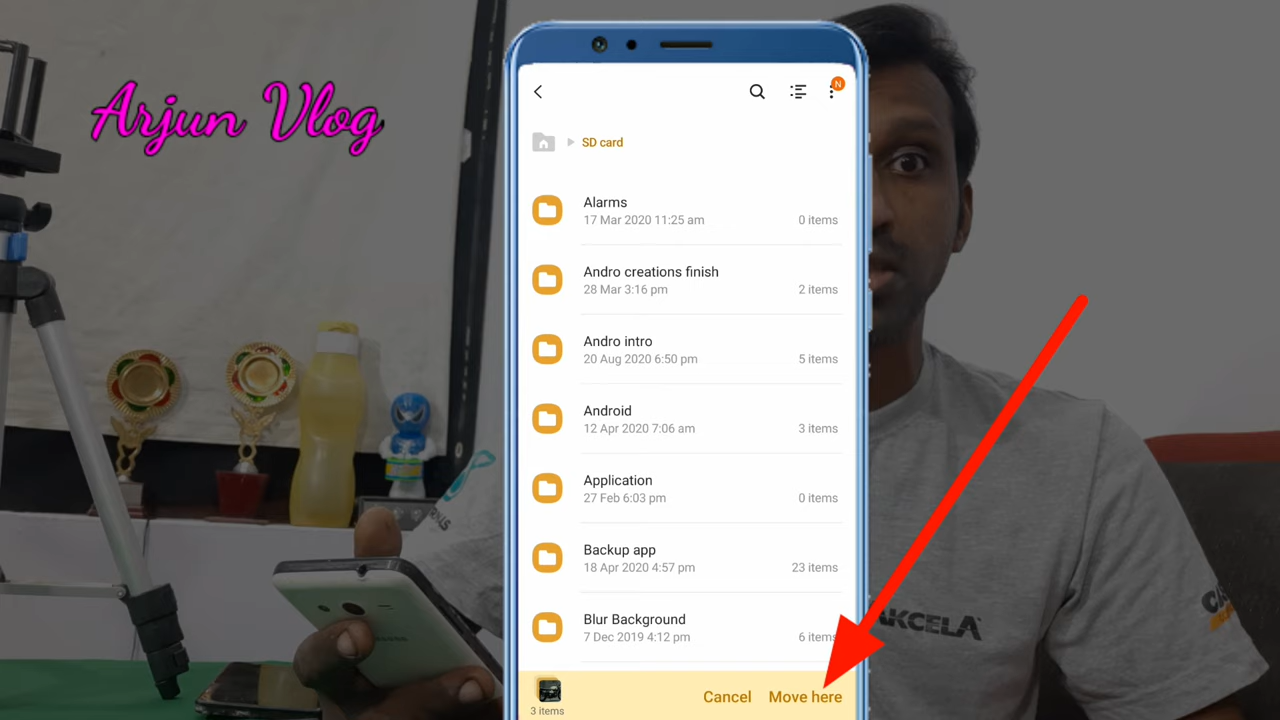 Arjun Vlog
N
SD card
Alarms
17 Mar 2020 11:25 am
0 items
Andro creations finish
28 Mar 3:16 pm
2 items
Andro intro
20 Aug 2020 6:50 pm
5 items
Android
12 Apr 2020 7:06 am
3 items
Application
27 Feb 6:03 pm
0 items
Backup app
18 Apr 2020 4:57 pm
23 items
Blur Background
7 Dec 2019 4:12 pm
6 items
3 items
Cancel
Move here
AKCELA